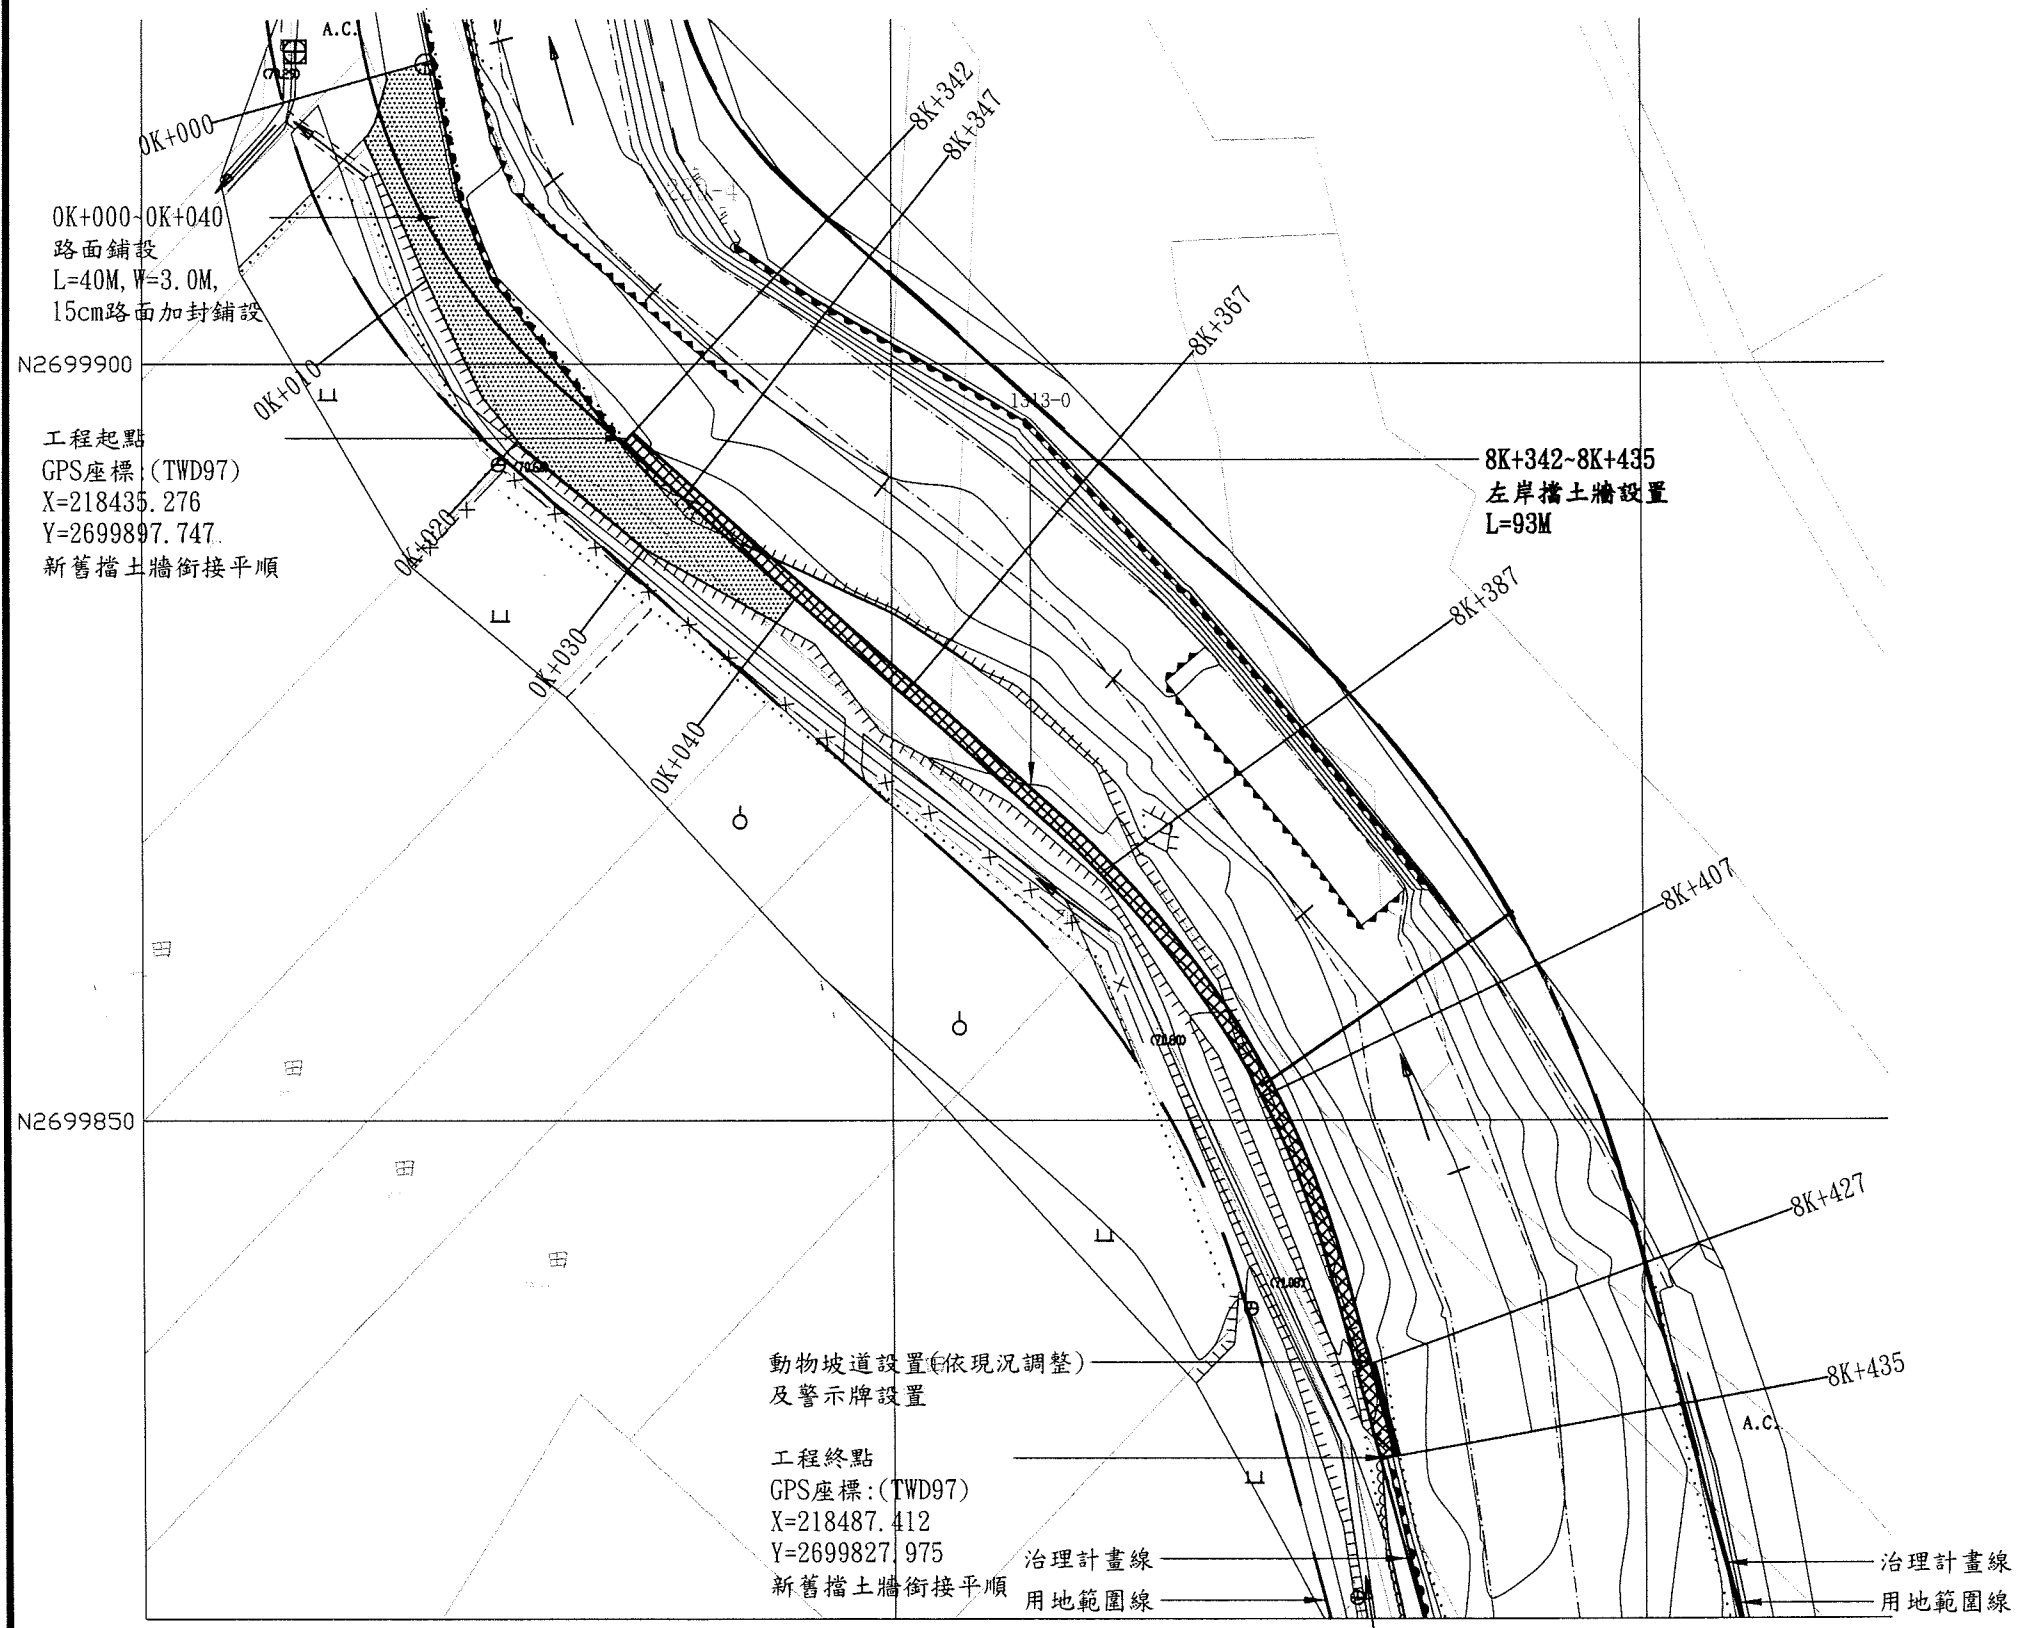 A.C.
0K+000
8K+342
8K+347
0K+000~0K+040
路面鋪設
L=40M, W=3.0M,
15cm路面加封鋪設
8K+367
N2699900
0K+010
1313-0
工程起點
GPS座標:(TWD97)
X=218435.276
Y=2699897.747
新舊擋土牆銜接平順
8K+342~8K+435
左岸擋土牆設置
L=93M
0K+020
8K+387
0K+030
0K+040
8K+407
N2699850
8K+427
動物坡道設置(依現況調整)
及警示牌設置
8K+435
A.C.
工程終點
GPS座標:(TWD97)
X=218487.412
Y=2699827.975
新舊擋土牆銜接平順
治理計畫線
用地範圍線
治理計畫線
用地範圍線